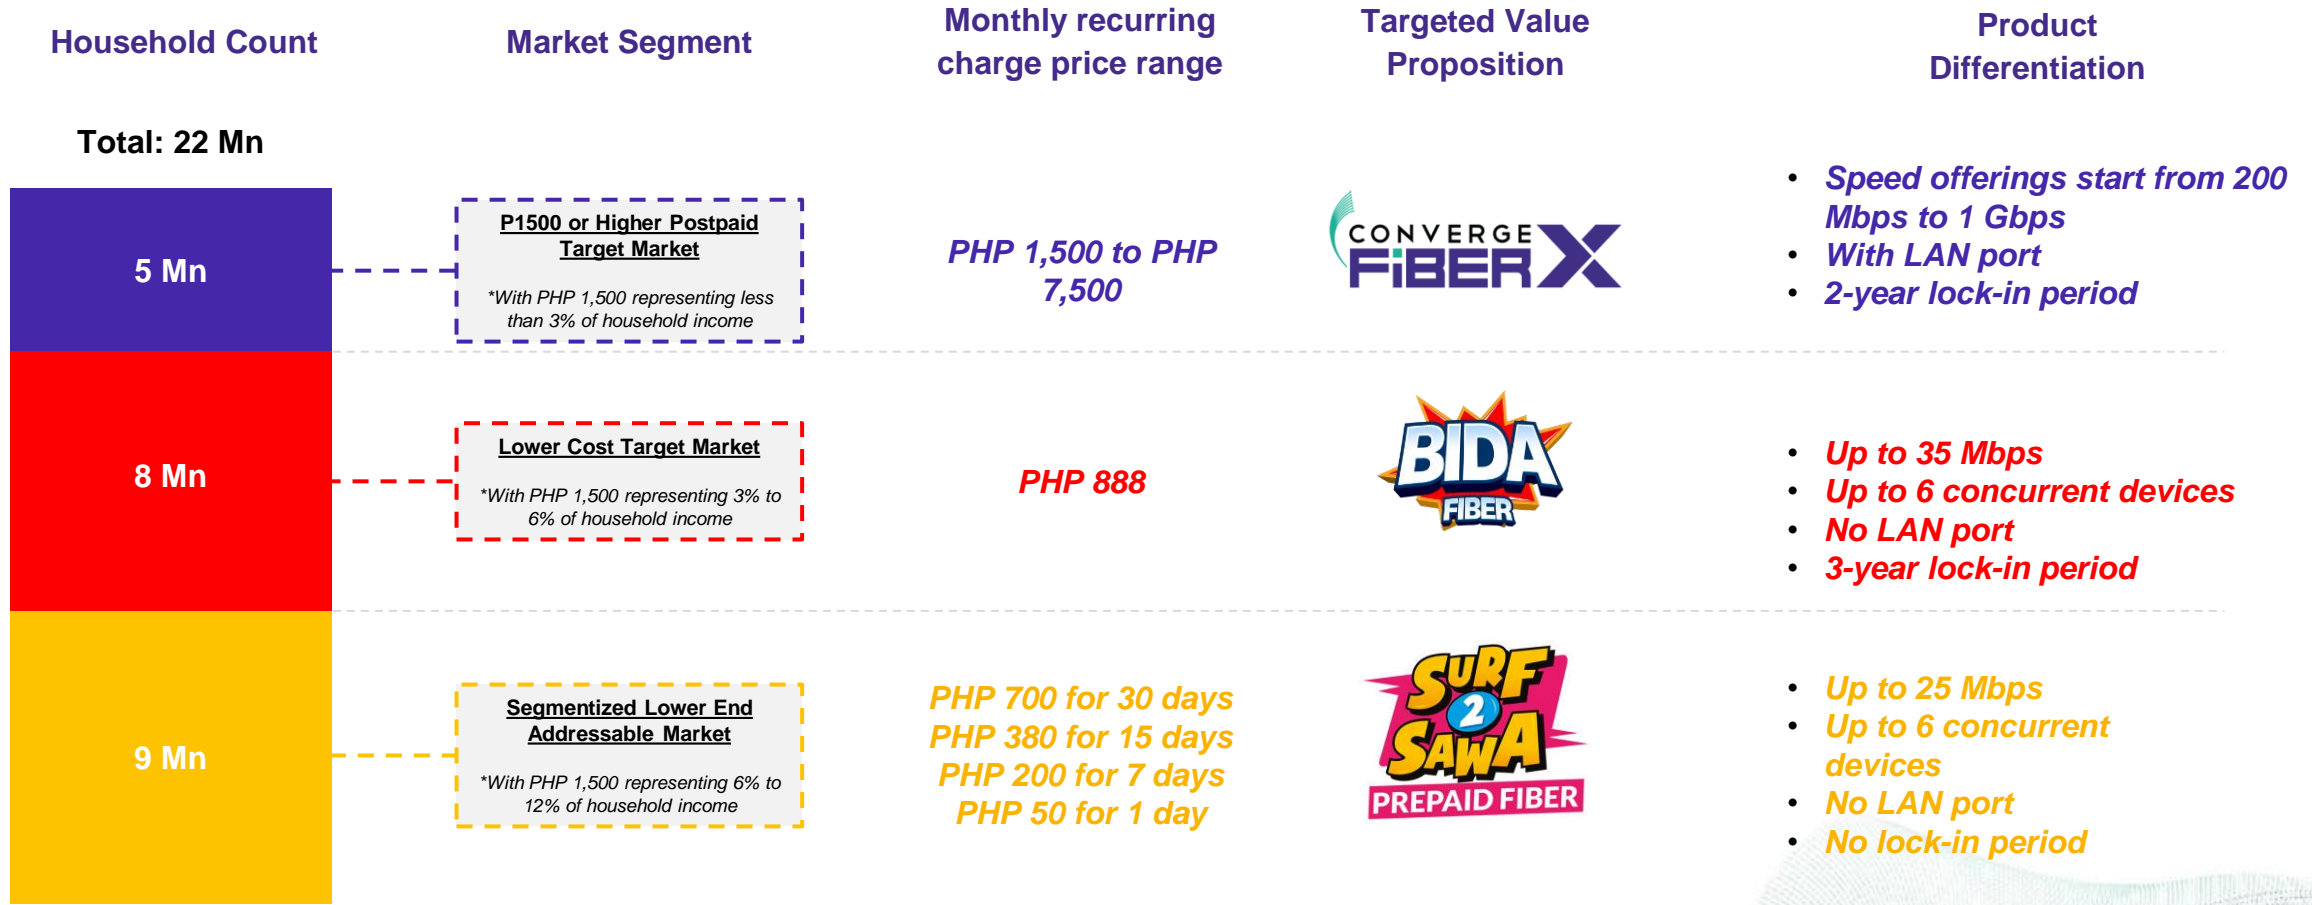 Household Count
Market Segment
Monthly recurring
charge price range
Targeted Value
Proposition
Product
Differentiation
Total: 22 Mn
5 Mn
P1500 or Higher Postpaid
Target Market
*With PHP 1,500 representing less
than 3% of household income
PHP 1,500 to PHP
7,500
CONVERGE
FiBER X
• Speed offerings start from 200
Mbps to 1 Gbps
• With LAN port
• 2-year lock-in period
8 Mn
Lower Cost Target Market
*With PHP 1,500 representing 3% to
6% of household income
PHP 888
BIDA
FIBER
• Up to 35 Mbps
• Up to 6 concurrent devices
• No LAN port
• 3-year lock-in period
9 Mn
Segmentized Lower End
Addressable Market
*With PHP 1,500 representing 6% to
12% of household income
PHP 700 for 30 days
PHP 380 for 15 days
PHP 200 for 7 days
PHP 50 for 1 day
SURF
2
SAWA
PREPAID FIBER
• Up to 25 Mbps
• Up to 6 concurrent
devices
• No LAN port
• No lock-in period